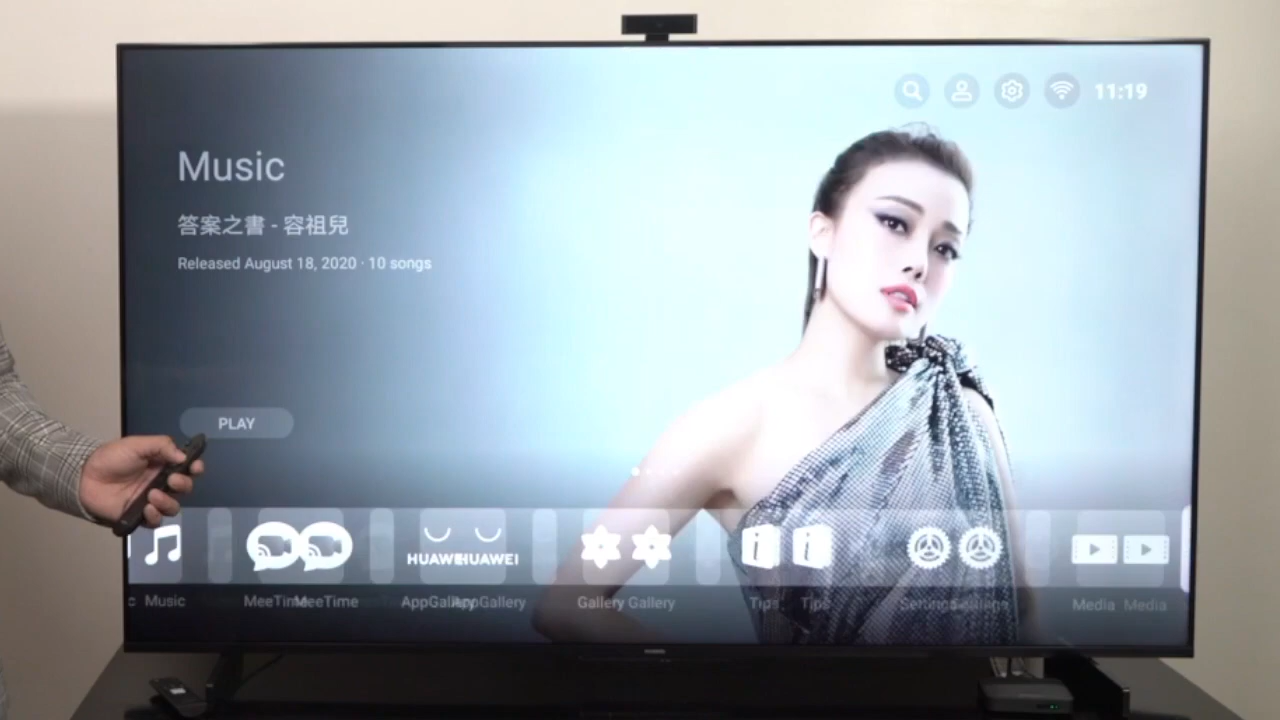 11:19
Music
答案之書 - 容祖兒
Released August 18, 2020 · 10 songs
PLAY
HUAWEI HUAWEI
c Music MeeTime MeeTime AppGallery AppGallery Gallery Gallery Tips Tips Settings Settings Media Media
HUAWEI